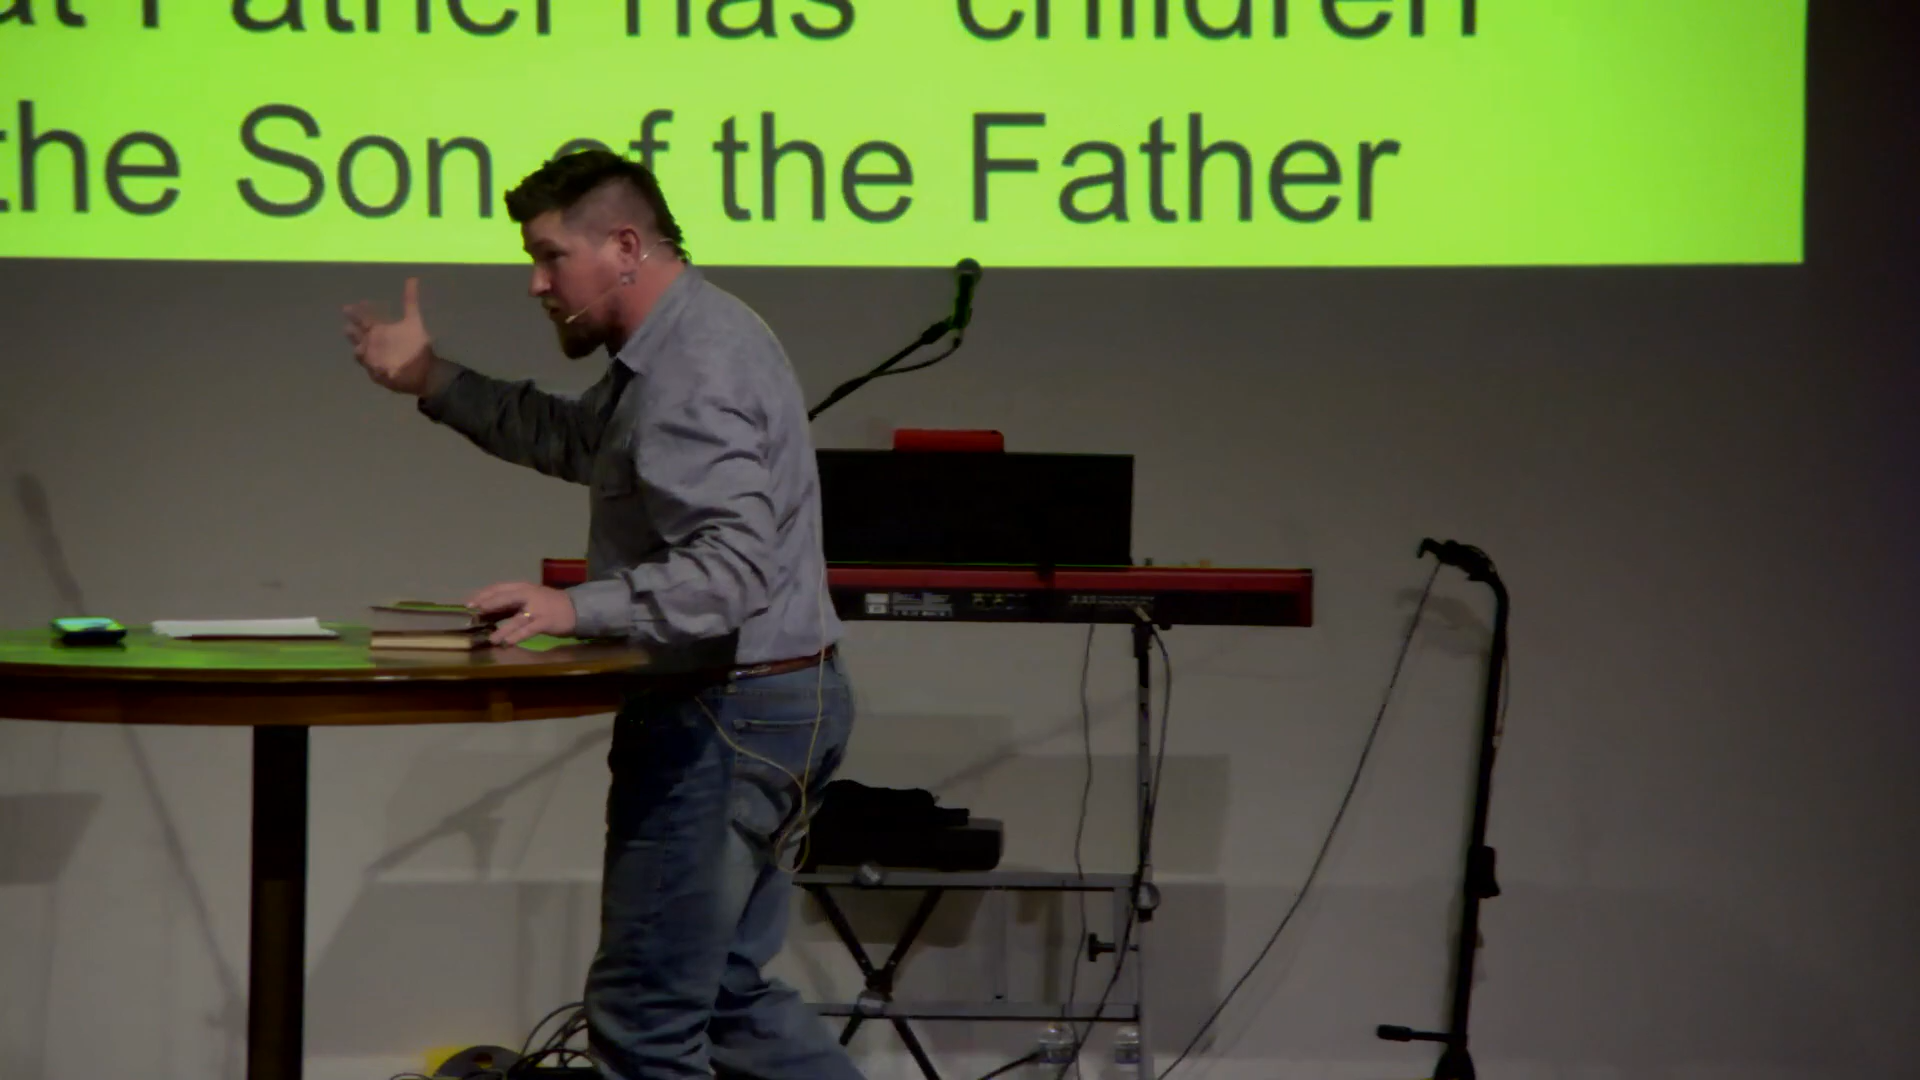 Father has children
the Son of the Father